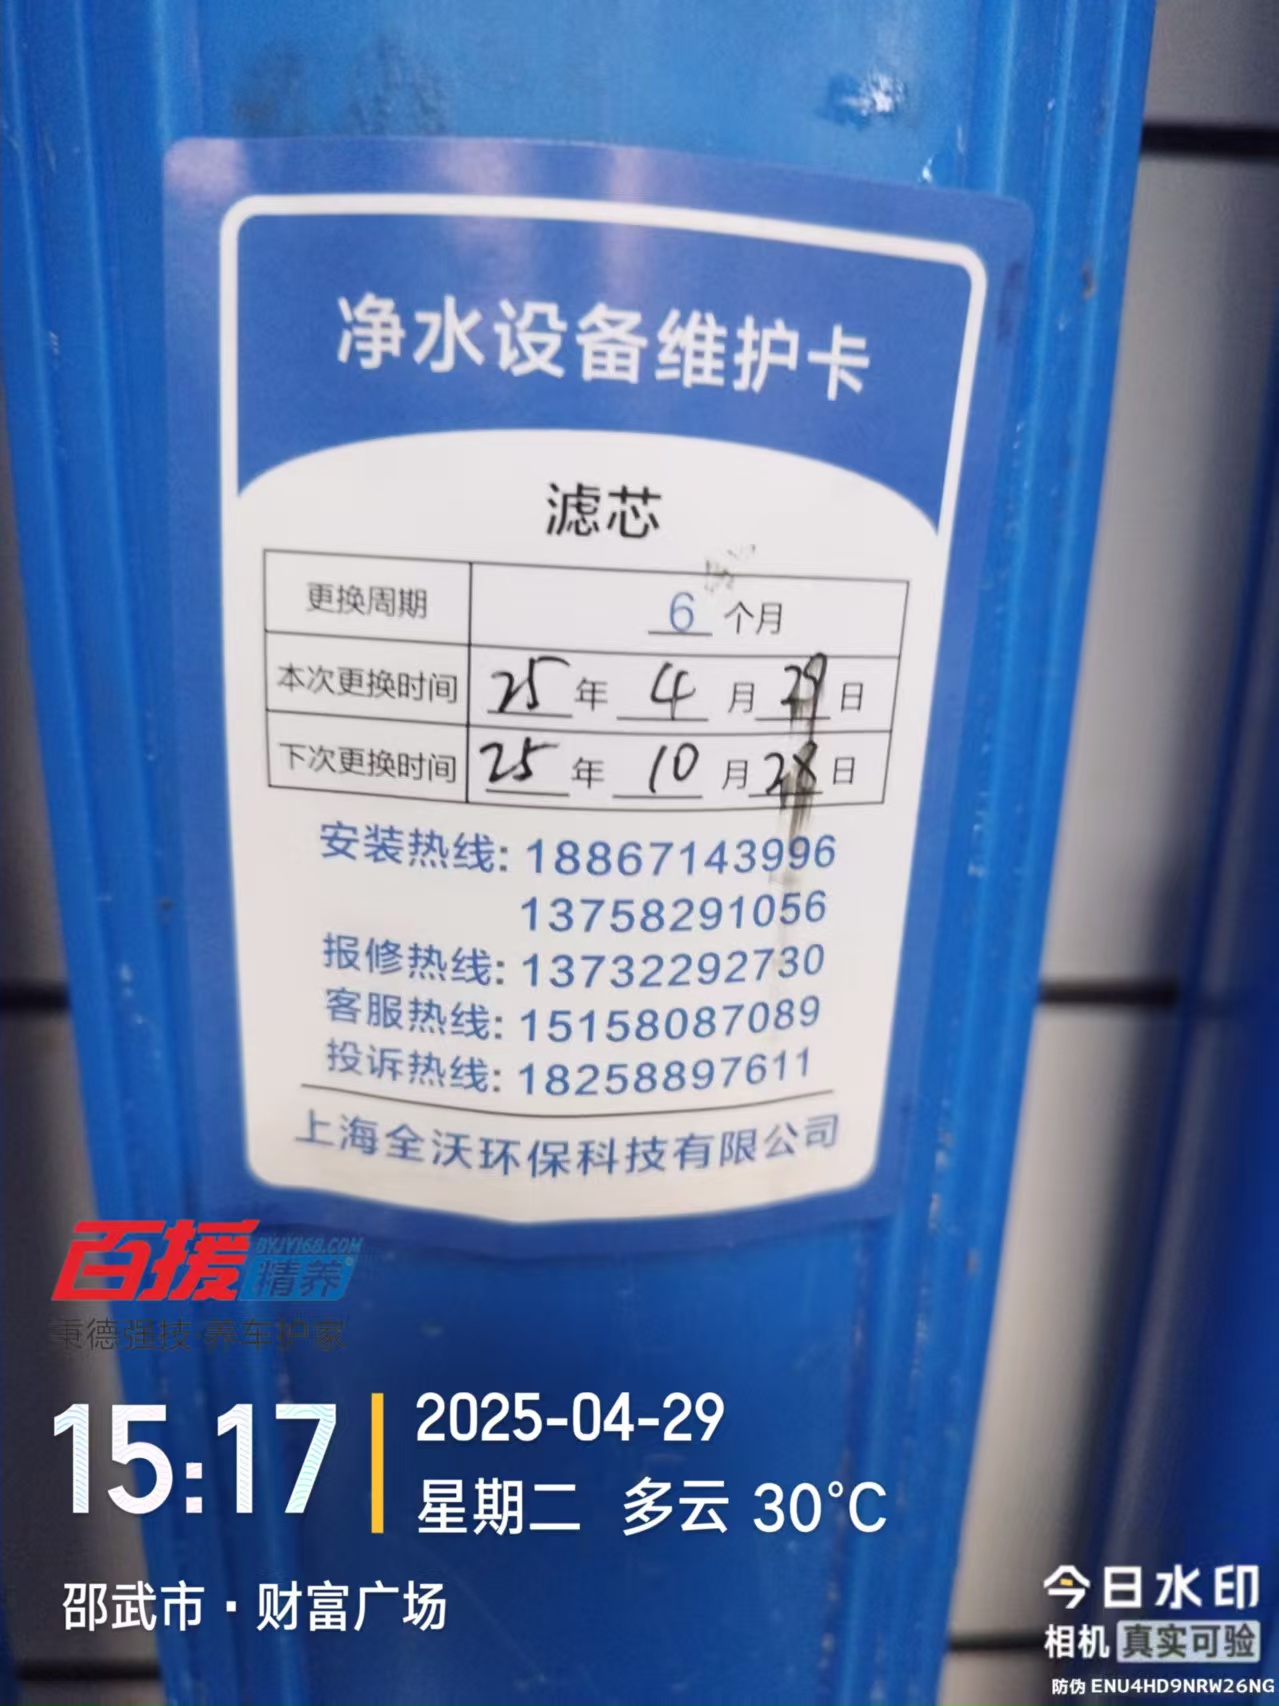 净水设备维护卡
滤芯
更换周期 6 个月
本次更换时间 25 年 4 月 29 日
下次更换时间 25 年 10 月 28 日
安装热线: 18867143996
13758291056
报修热线: 13732292730
客服热线: 15158087089
投诉热线: 18258897611
上海全沃环保科技有限公司
百援 BYJY168.COM
精养
秉德强技·养车护家
15:17
2025-04-29
星期二 多云 30℃
邵武市·财富广场
今日水印
相机 真实可验
防伪 ENU4HD9NRW26NG